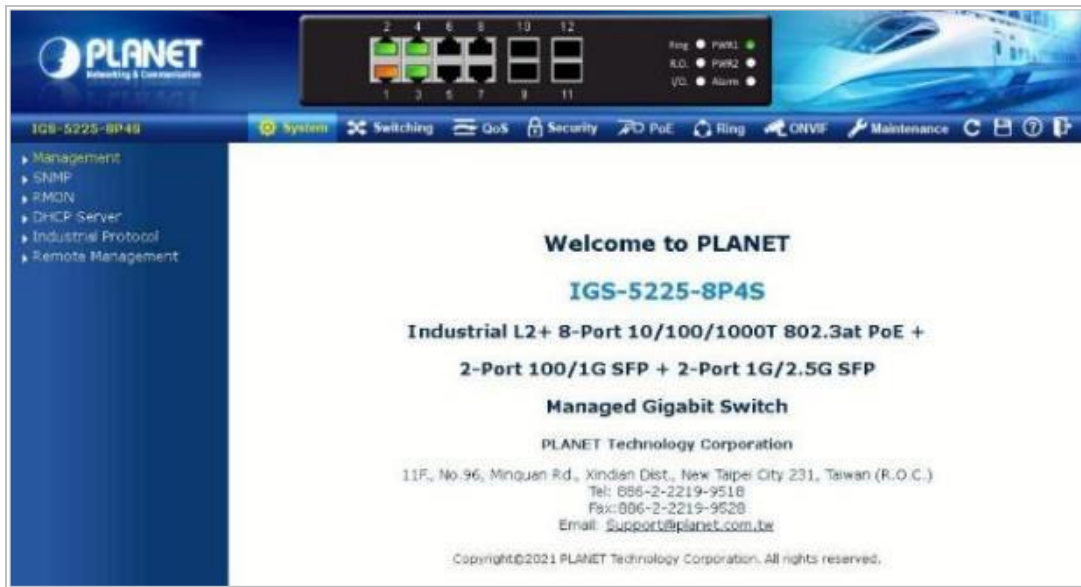 PLANET
Networking & Communication
2 4 6 8 10 12
1 3 5 7 9 11
Ring PWR1
R.O. PWR2
I/O. Alarm
IGS-5225-8P4S
System Switching QoS Security PoE Ring ONVIF Maintenance
Management
SNMP
RMON
DHCP Server
Industrial Protocol
Remote Management
Welcome to PLANET
IGS-5225-8P4S
Industrial L2+ 8-Port 10/100/1000T 802.3at PoE +
2-Port 100/1G SFP + 2-Port 1G/2.5G SFP
Managed Gigabit Switch
PLANET Technology Corporation
11F., No.96, Minquan Rd., Xindian Dist., New Taipei City 231, Taiwan (R.O.C.)
Tel: 886-2-2219-9518
Fax:886-2-2219-9528
Email: Support@planet.com.tw
Copyright©2021 PLANET Technology Corporation. All rights reserved.